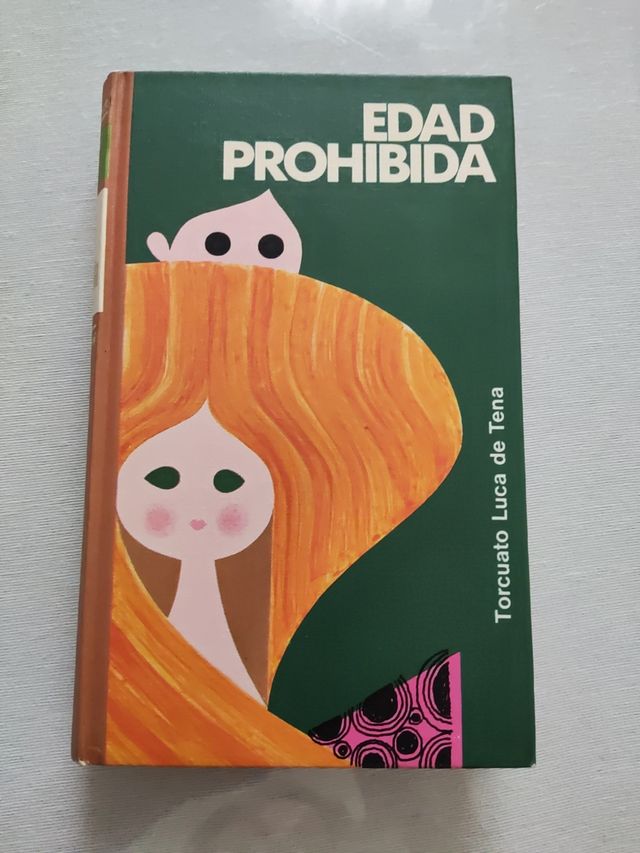 EDAD
PROHIBIDA
Torcuato Luca de Tena